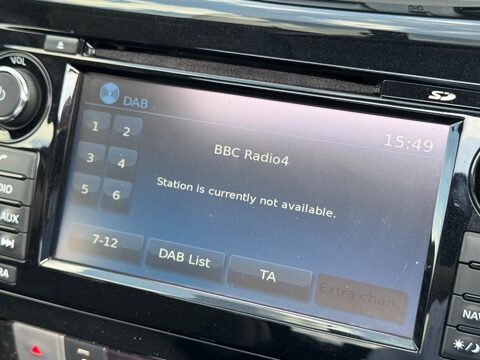 VOL
SD
DAB
15:49
1 2
BBC Radio4
3 4
Station is currently not available.
5 6
AUX
7-12
DAB List
TA
Extra chan.
NAV